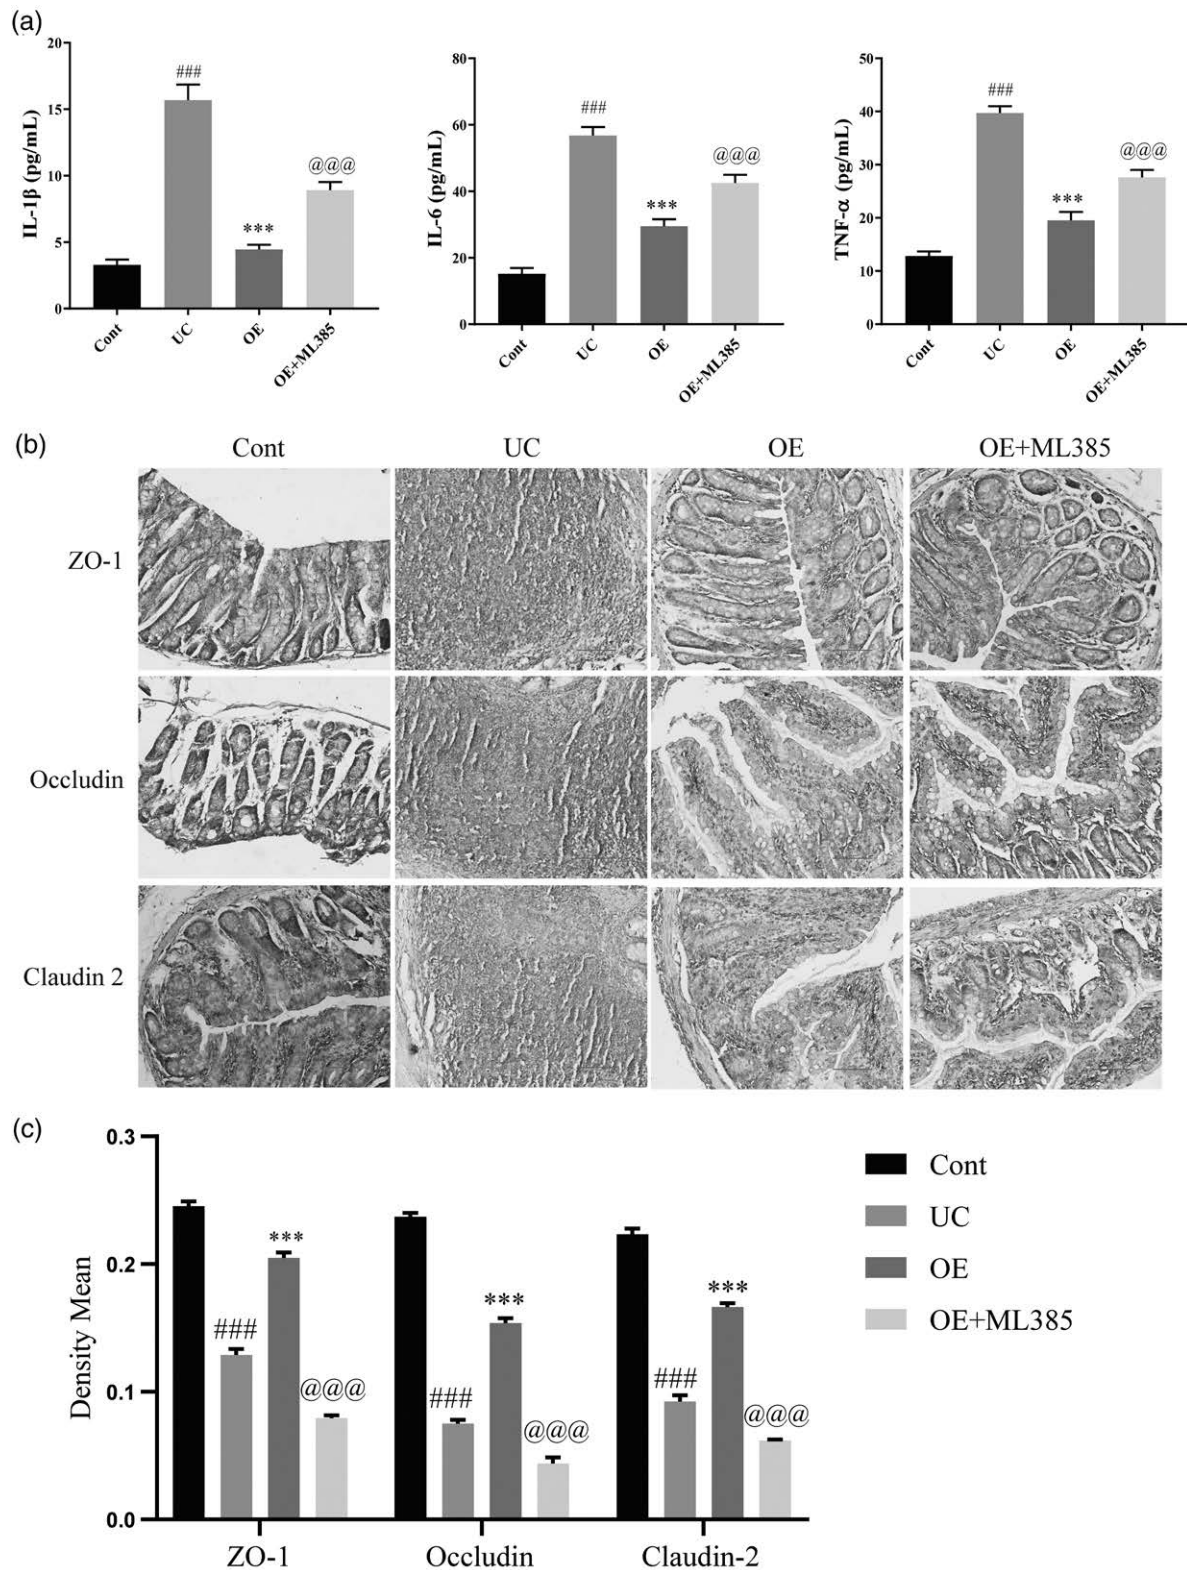 (a)
20
15
10
5
0
IL-1β (pg/mL)
###
***
@@@
Cont
UC
OE
OE+ML385
80
60
40
20
0
IL-6 (pg/mL)
###
***
@@@
Cont
UC
OE
OE+ML385
50
40
30
20
10
0
TNF-α (pg/mL)
###
***
@@@
Cont
UC
OE
OE+ML385
(b)
Cont UC OE OE+ML385
ZO-1
Occludin
Claudin 2
(c)
0.3
0.2
0.1
0.0
Density Mean
###
***
@@@
###
***
@@@
###
***
@@@
ZO-1 Occludin Claudin-2
Cont
UC
OE
OE+ML385